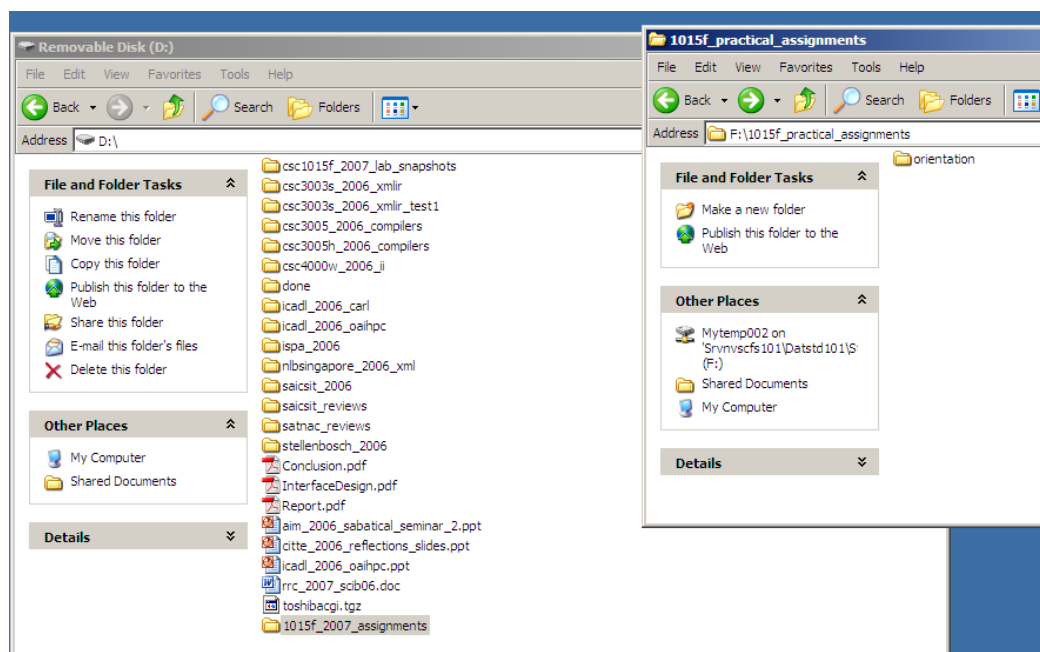 Removable Disk (D:)
File Edit View Favorites Tools Help
Back Search Folders
Address D:\
File and Folder Tasks
Rename this folder
Move this folder
Copy this folder
Publish this folder to the
Web
Share this folder
E-mail this folder's files
Delete this folder
Other Places
My Computer
Shared Documents
Details
csc1015f_2007_lab_snapshots
csc3003s_2006_xmlir
csc3003s_2006_xmlir_test1
csc3005_2006_compilers
csc3005h_2006_compilers
csc4000w_2006_ji
done
icadl_2006_carl
icadl_2006_oaihpc
ispa_2006
nlbsingapore_2006_xml
saicsit_2006
saicsit_reviews
satnac_reviews
stellenbosch_2006
Conclusion.pdf
InterfaceDesign.pdf
Report.pdf
aim_2006_sabatical_seminar_2.ppt
citte_2006_reflections_slides.ppt
icadl_2006_oaihpc.ppt
rrc_2007_scib06.doc
toshibacgi.tgz
1015f_2007_assignments
1015f_practical_assignments
File Edit View Favorites Tools Help
Back Search Folders
Address F:\1015f_practical_assignments
File and Folder Tasks
Make a new folder
Publish this folder to the
Web
Other Places
Mytemp002 on
'Srvnvscfs101\Datstd101\S
(F:)
Shared Documents
My Computer
Details
orientation